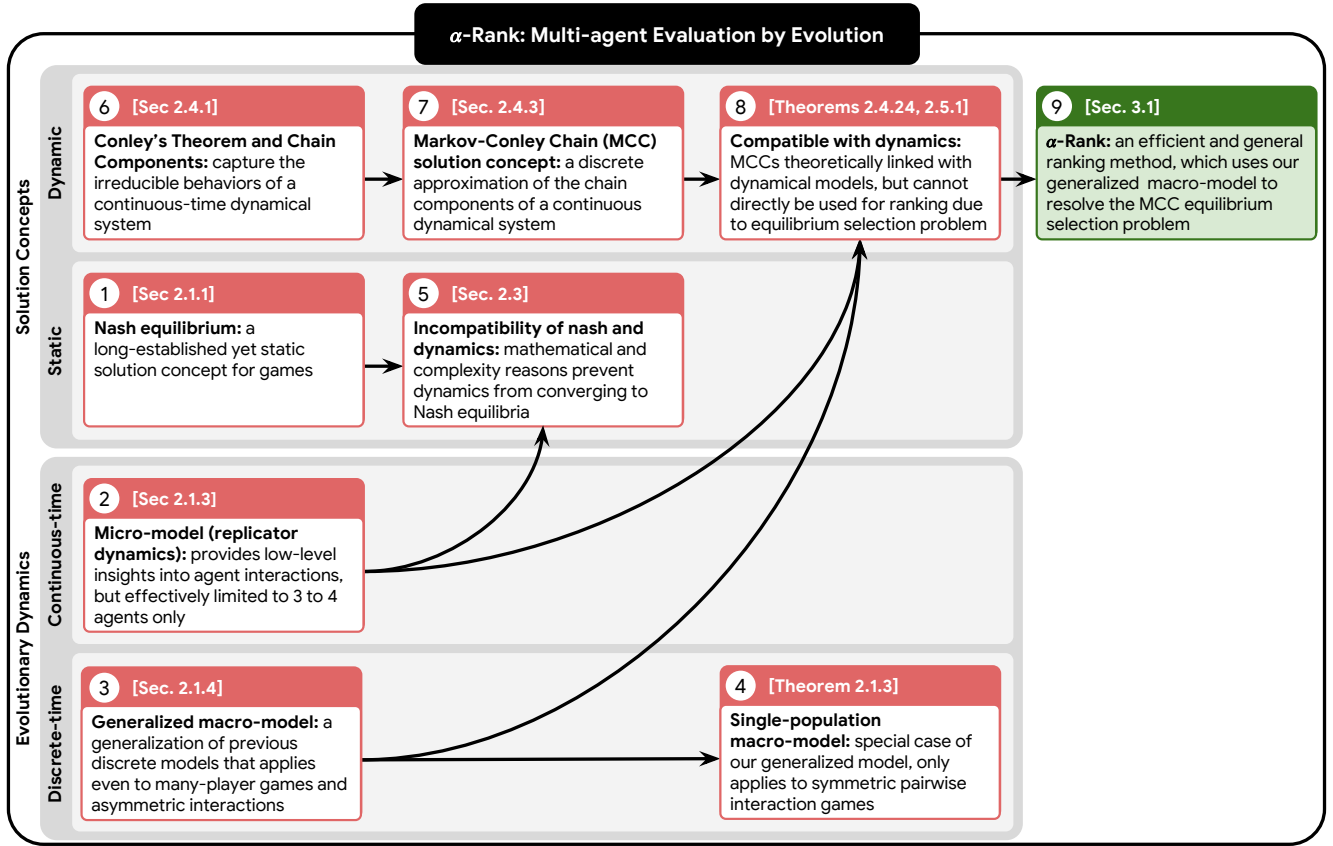 α-Rank: Multi-agent Evaluation by Evolution
Solution Concepts
Dynamic
6 [Sec 2.4.1]
Conley's Theorem and Chain
Components: capture the
irreducible behaviors of a
continuous-time dynamical
system
7 [Sec. 2.4.3]
Markov-Conley Chain (MCC)
solution concept: a discrete
approximation of the chain
components of a continuous
dynamical system
8 [Theorems 2.4.24, 2.5.1]
Compatible with dynamics:
MCCs theoretically linked with
dynamical models, but cannot
directly be used for ranking due
to equilibrium selection problem
9 [Sec. 3.1]
α-Rank: an efficient and general
ranking method, which uses our
generalized macro-model to
resolve the MCC equilibrium
selection problem
Static
1 [Sec 2.1.1]
Nash equilibrium: a
long-established yet static
solution concept for games
5 [Sec. 2.3]
Incompatibility of nash and
dynamics: mathematical and
complexity reasons prevent
dynamics from converging to
Nash equilibria
Evolutionary Dynamics
Continuous-time
2 [Sec 2.1.3]
Micro-model (replicator
dynamics): provides low-level
insights into agent interactions,
but effectively limited to 3 to 4
agents only
Discrete-time
3 [Sec. 2.1.4]
Generalized macro-model: a
generalization of previous
discrete models that applies
even to many-player games and
asymmetric interactions
4 [Theorem 2.1.3]
Single-population
macro-model: special case of
our generalized model, only
applies to symmetric pairwise
interaction games